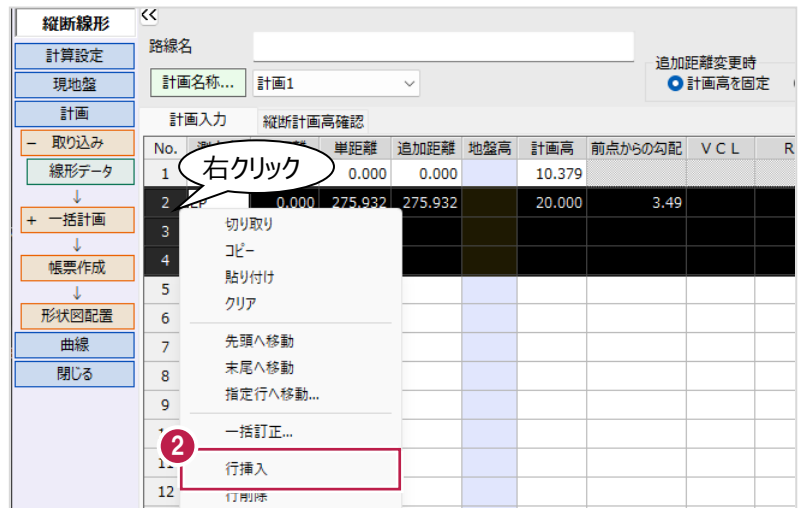 縦断線形
<<
計算設定
現地盤
計画
− 取り込み
線形データ
↓
+ 一括計画
↓
帳票作成
↓
形状図配置
曲線
閉じる
路線名
計画名称...
計画1
追加距離変更時
計画高を固定
計画入力
縦断計画高確認
No. 単距離 追加距離 地盤高 計画高 前点からの勾配 VCL R
右クリック
1 0.000 0.000 10.379
2 EP 0.000 275.932 275.932 20.000 3.49
3
4
5
6
7
8
9
11
12
切り取り
コピー
貼り付け
クリア
先頭へ移動
末尾へ移動
指定行へ移動...
一括訂正...
2
行挿入
行削除